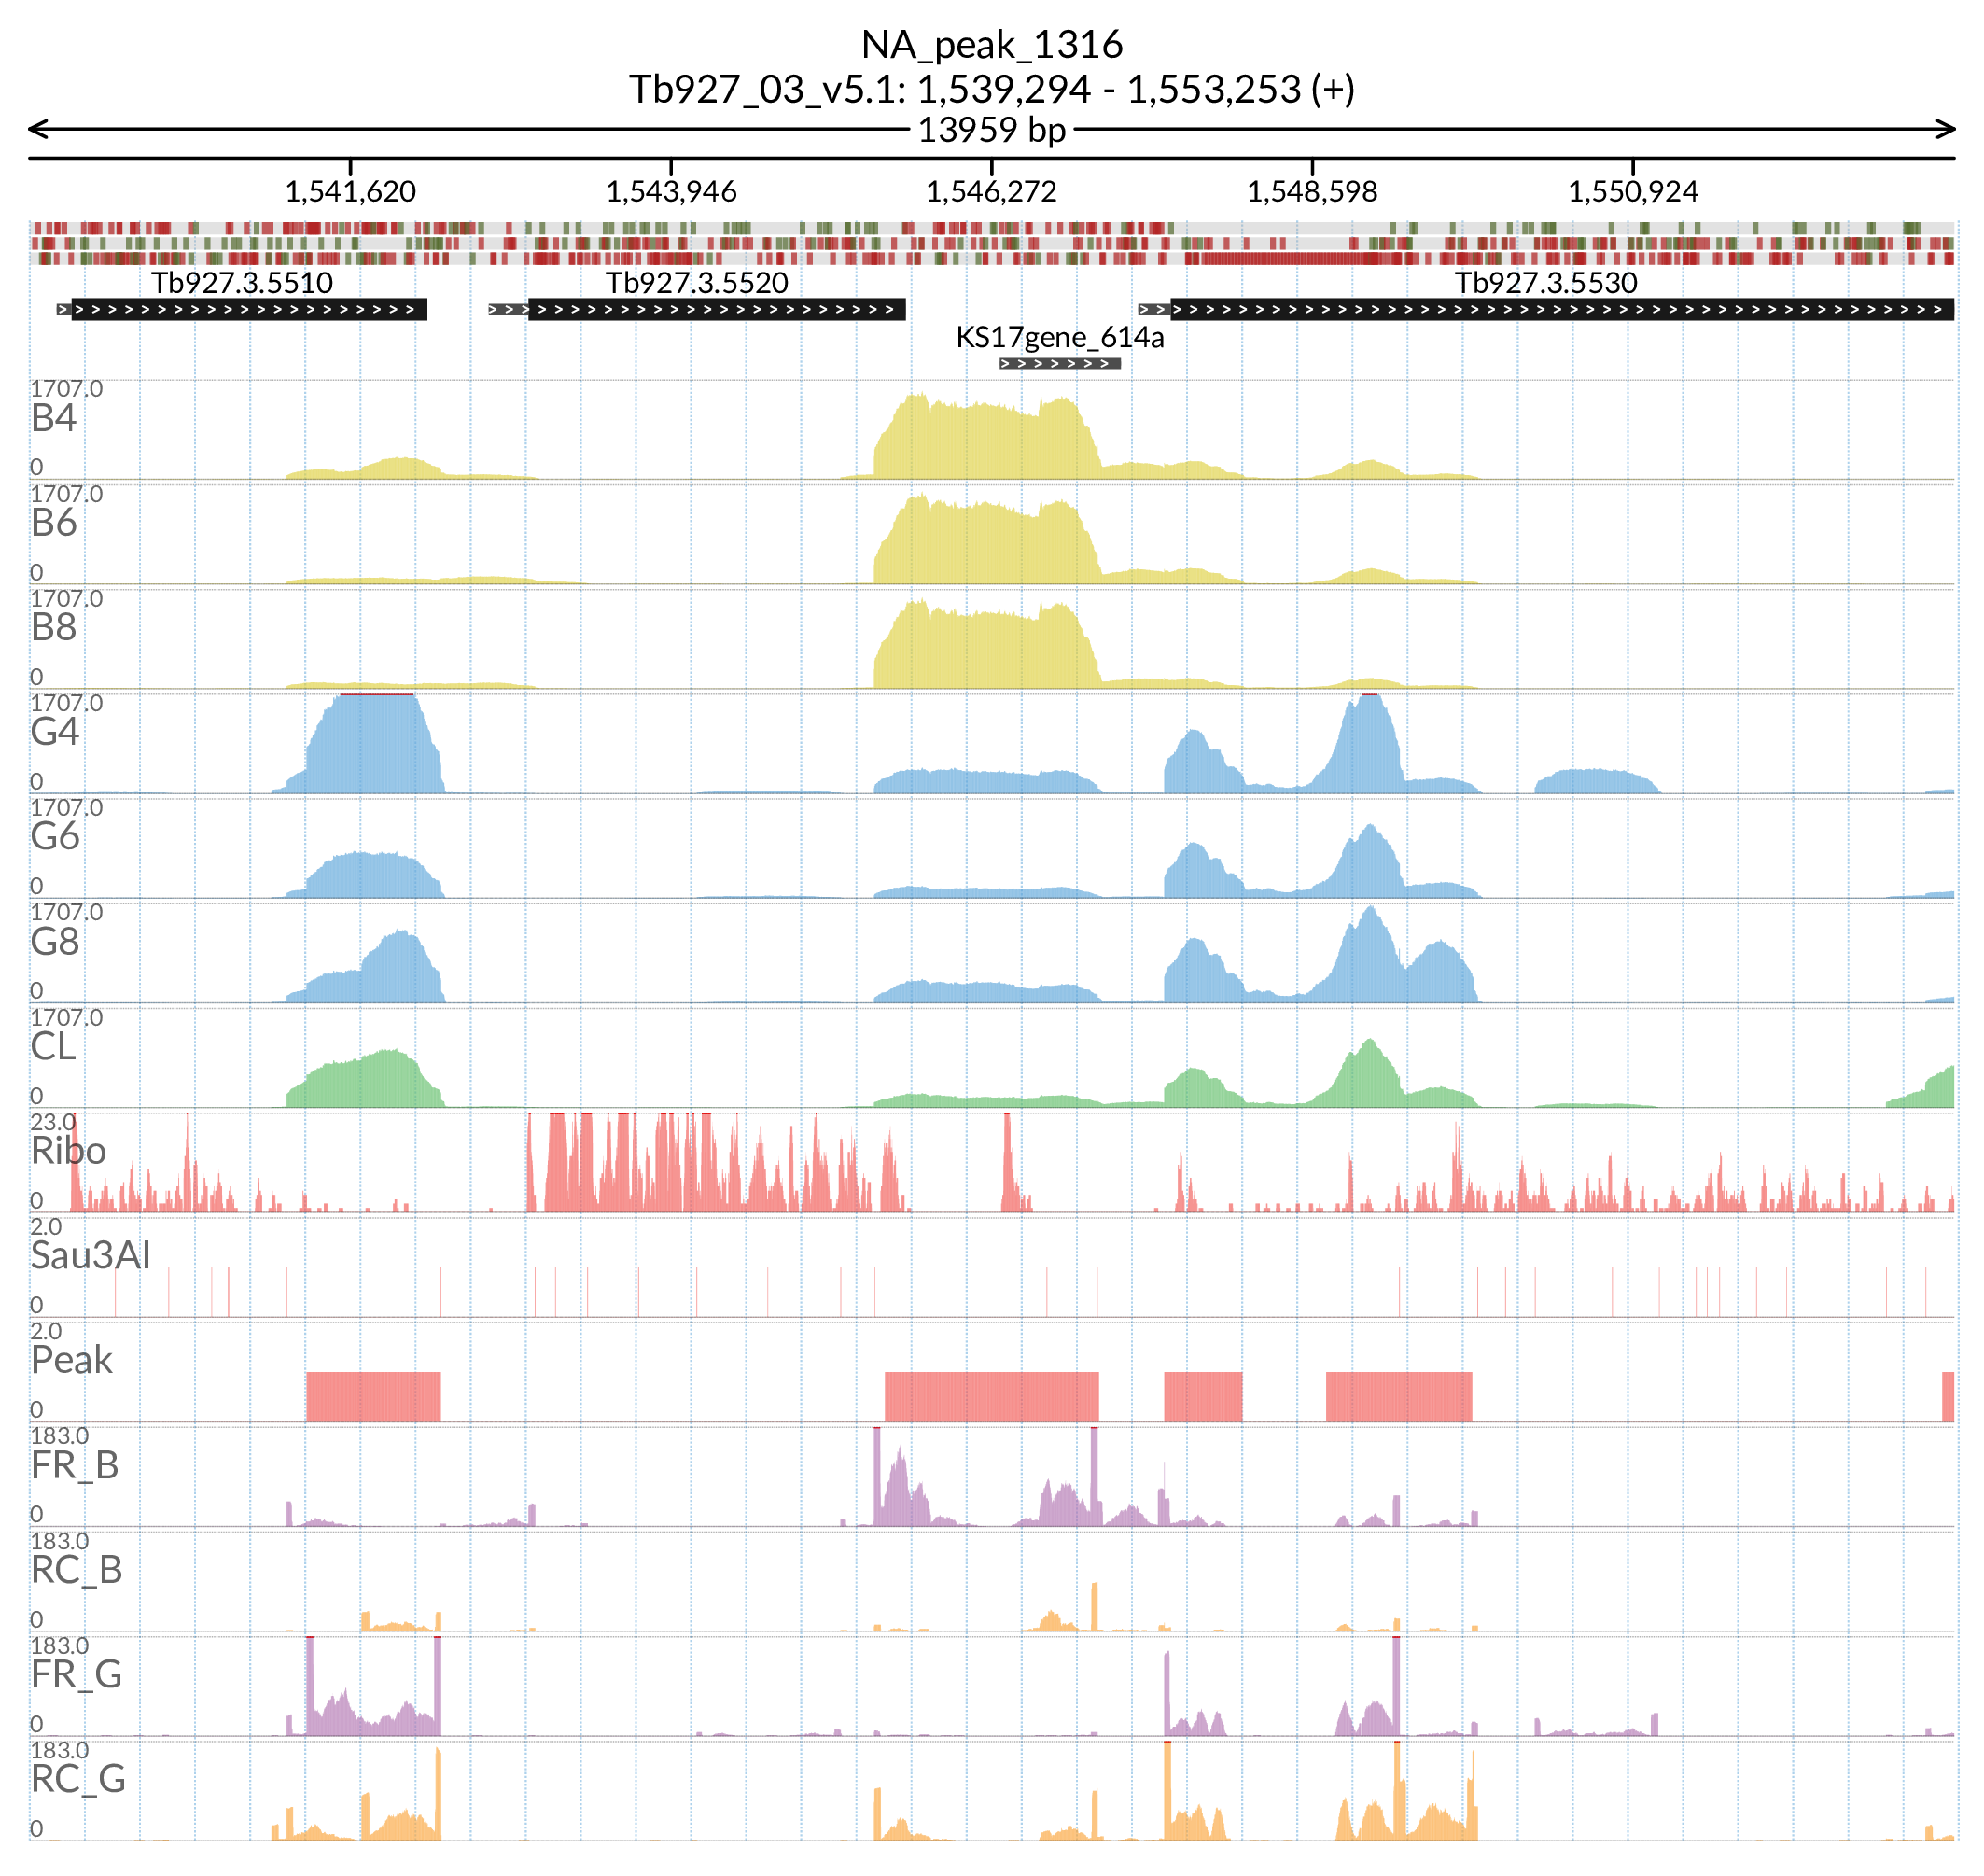 NA_peak_1316
Tb927_03_v5.1: 1,539,294 - 1,553,253 (+)
13959 bp
1,541,620 1,543,946 1,546,272 1,548,598 1,550,924
Tb927.3.5510 Tb927.3.5520 Tb927.3.5530
KS17gene_614a
1707.0
B4
0
1707.0
B6
0
1707.0
B8
0
1707.0
G4
0
1707.0
G6
0
1707.0
G8
0
1707.0
CL
0
23.0
Ribo
0
2.0
Sau3AI
0
2.0
Peak
0
183.0
FR_B
0
183.0
RC_B
0
183.0
FR_G
0
183.0
RC_G
0